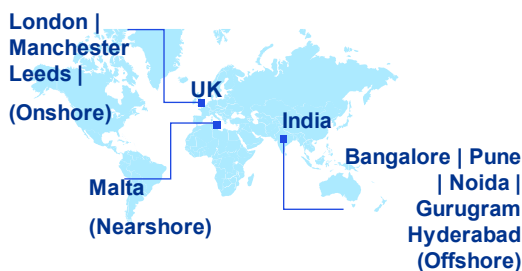 London |
Manchester
Leeds |
(Onshore)
UK
India
Malta
(Nearshore)
Bangalore | Pune
| Noida |
Gurugram
Hyderabad
(Offshore)